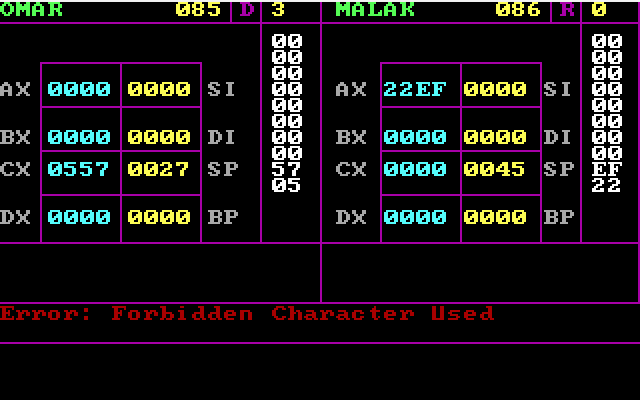 OMAR 085 D 3 MALAK 086 R 0
00 00
00 00
00 00
AX 0000 0000 SI 00 AX 22EF 0000 SI 00
00 00
00 00
BX 0000 0000 DI 00 BX 0000 0000 DI 00
00 00
CX 0557 0027 SP 57 CX 0000 0045 SP EF
05 22
DX 0000 0000 BP DX 0000 0000 BP
Error: Forbidden Character Used